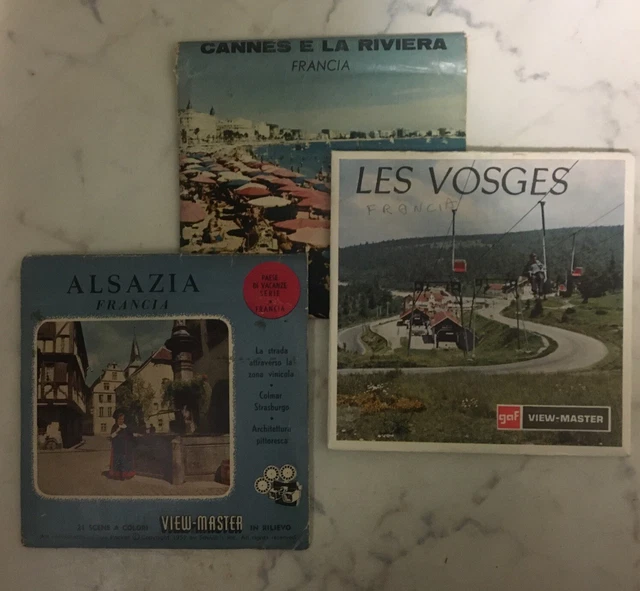 CANNES E LA RIVIERA
FRANCIA
LES VOSGES
FRANCIA
gaf VIEW-MASTER
ALSAZIA
FRANCIA
PAESI
DI VACANZE
SERIE
FRANCIA
La strada
attraverso la
zona vinicola
•
Colmar
Strasburgo
•
Architettura
pittoresca
21 SCENE A COLORI VIEW-MASTER IN RILIEVO